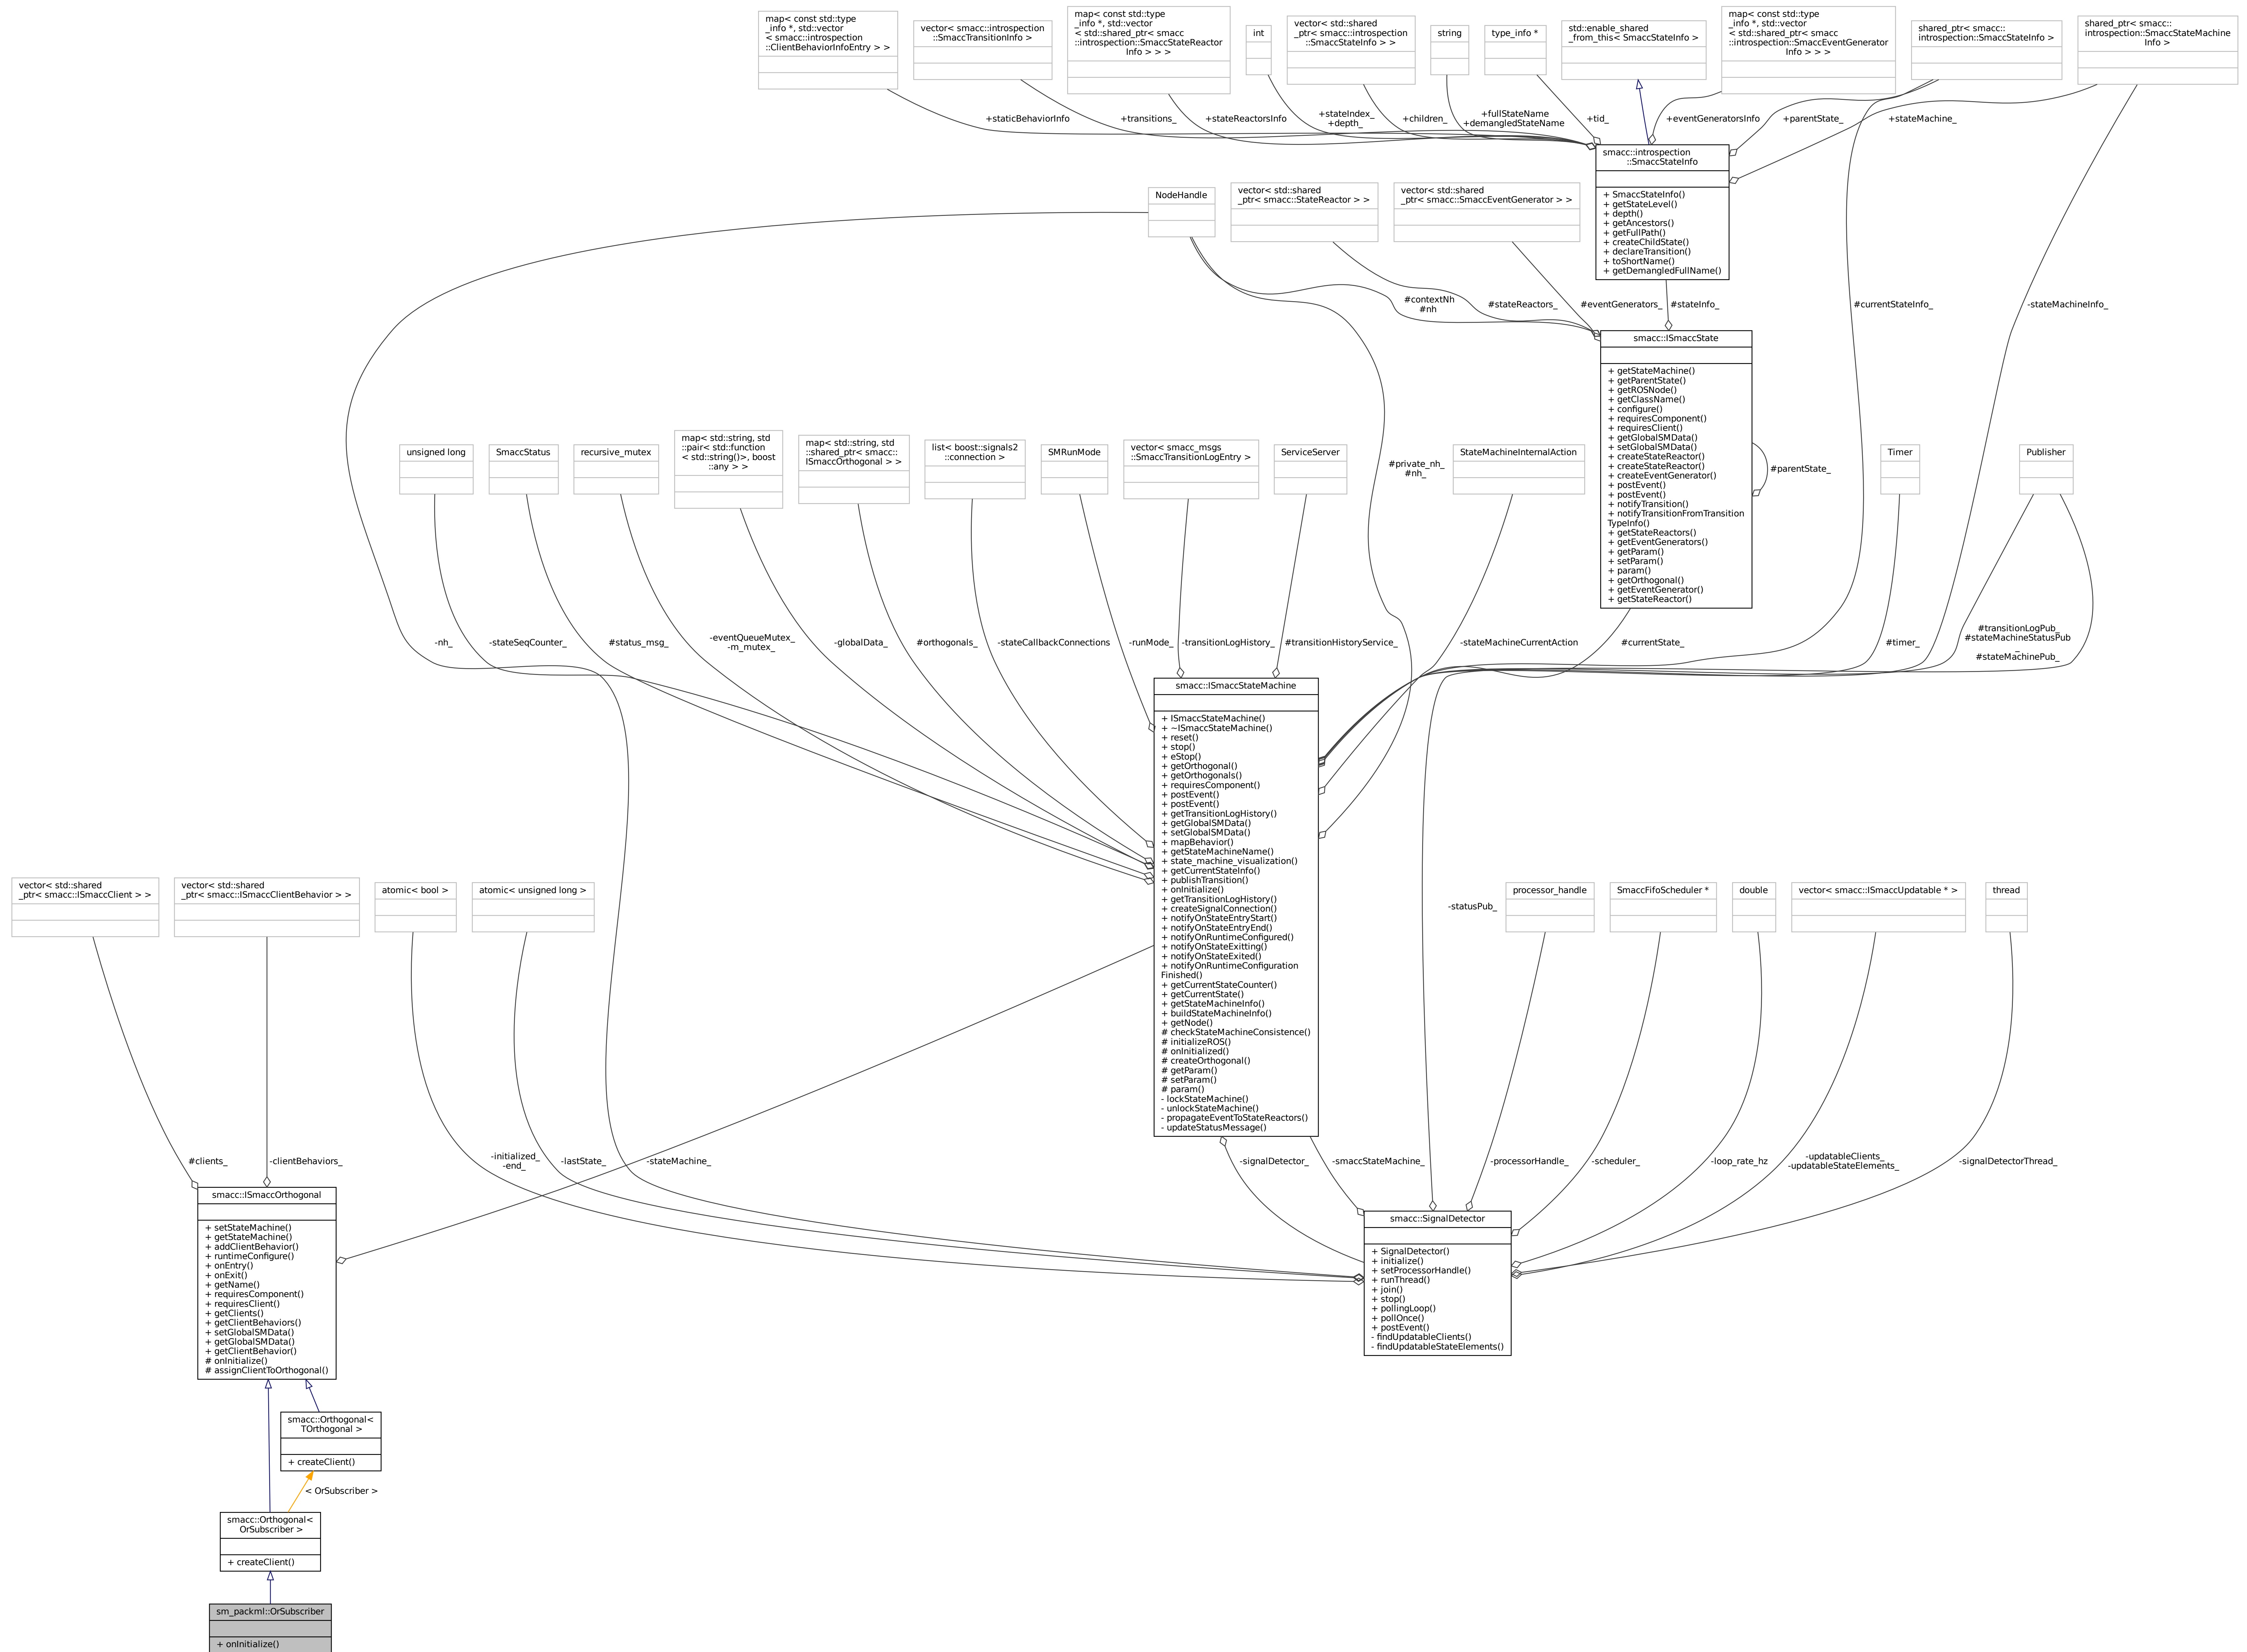 map< const std::type
_info *, std::vector
< smacc::introspection
::ClientBehaviorInfoEntry > >
vector< smacc::introspection
::SmaccTransitionInfo >
map< const std::type
_info *, std::vector
< std::shared_ptr< smacc
::introspection::SmaccStateReactor
Info > > >
int
vector< std::shared
_ptr< smacc::introspection
::SmaccStateInfo > >
string
type_info *
std::enable_shared
_from_this< SmaccStateInfo >
map< const std::type
_info *, std::vector
< std::shared_ptr< smacc
::introspection::SmaccEventGenerator
Info > > >
shared_ptr< smacc::
introspection::SmaccStateInfo >
shared_ptr< smacc::
introspection::SmaccStateMachine
Info >
+staticBehaviorInfo
+transitions_
+stateReactorsInfo
+stateIndex_
+depth_
+children_
+fullStateName
+demangledStateName
+tid_
+eventGeneratorsInfo
+parentState_
+stateMachine_
smacc::introspection
::SmaccStateInfo
+ SmaccStateInfo()
+ getStateLevel()
+ depth()
+ getAncestors()
+ getFullPath()
+ createChildState()
+ declareTransition()
+ toShortName()
+ getDemangledFullName()
NodeHandle
vector< std::shared
_ptr< smacc::StateReactor > >
vector< std::shared
_ptr< smacc::SmaccEventGenerator > >
#contextNh
#nh
#stateReactors_
#eventGenerators_
#stateInfo_
#currentStateInfo_
-stateMachineInfo_
smacc::ISmaccState
+ getStateMachine()
+ getParentState()
+ getROSNode()
+ getClassName()
+ configure()
+ requiresComponent()
+ requiresClient()
+ getGlobalSMData()
+ setGlobalSMData()
+ createStateReactor()
+ createStateReactor()
+ createEventGenerator()
+ postEvent()
+ postEvent()
+ notifyTransition()
+ notifyTransitionFromTransition
TypeInfo()
+ getStateReactors()
+ getEventGenerators()
+ getParam()
+ setParam()
+ param()
+ getOrthogonal()
+ getEventGenerator()
+ getStateReactor()
#parentState_
unsigned long
SmaccStatus
recursive_mutex
map< std::string, std
::pair< std::function
< std::string()>, boost
::any > >
map< std::string, std
::shared_ptr< smacc::
ISmaccOrthogonal > >
list< boost::signals2
::connection >
SMRunMode
vector< smacc_msgs
::SmaccTransitionLogEntry >
ServiceServer
#private_nh_
#nh_
StateMachineInternalAction
Timer
Publisher
-nh_
-stateSeqCounter_
#status_msg_
-eventQueueMutex_
-m_mutex_
-globalData_
#orthogonals_
-stateCallbackConnections
-runMode_
-transitionLogHistory_
#transitionHistoryService_
-stateMachineCurrentAction
#currentState_
#timer_
#transitionLogPub_
#stateMachineStatusPub
_
#stateMachinePub_
smacc::ISmaccStateMachine
+ ISmaccStateMachine()
+ ~ISmaccStateMachine()
+ reset()
+ stop()
+ eStop()
+ getOrthogonal()
+ getOrthogonals()
+ requiresComponent()
+ postEvent()
+ postEvent()
+ getTransitionLogHistory()
+ getGlobalSMData()
+ setGlobalSMData()
+ mapBehavior()
+ getStateMachineName()
+ state_machine_visualization()
+ getCurrentStateInfo()
+ publishTransition()
+ onInitialize()
+ getTransitionLogHistory()
+ createSignalConnection()
+ notifyOnStateEntryStart()
+ notifyOnStateEntryEnd()
+ notifyOnRuntimeConfigured()
+ notifyOnStateExitting()
+ notifyOnStateExited()
+ notifyOnRuntimeConfiguration
Finished()
+ getCurrentStateCounter()
+ getCurrentState()
+ getStateMachineInfo()
+ buildStateMachineInfo()
+ getNode()
# checkStateMachineConsistence()
# initializeROS()
# onInitialized()
# createOrthogonal()
# getParam()
# setParam()
# param()
- lockStateMachine()
- unlockStateMachine()
- propagateEventToStateReactors()
- updateStatusMessage()
vector< std::shared
_ptr< smacc::ISmaccClient > >
vector< std::shared
_ptr< smacc::ISmaccClientBehavior > >
atomic< bool >
atomic< unsigned long >
-statusPub_
processor_handle
SmaccFifoScheduler *
double
vector< smacc::ISmaccUpdatable * >
thread
#clients_
-clientBehaviors_
-initialized_
-end_
-lastState_
-stateMachine_
-signalDetector_
-smaccStateMachine_
-processorHandle_
-scheduler_
-loop_rate_hz
-updatableClients_
-updatableStateElements_
-signalDetectorThread_
smacc::ISmaccOrthogonal
+ setStateMachine()
+ getStateMachine()
+ addClientBehavior()
+ runtimeConfigure()
+ onEntry()
+ onExit()
+ getName()
+ requiresComponent()
+ requiresClient()
+ getClients()
+ getClientBehaviors()
+ setGlobalSMData()
+ getGlobalSMData()
+ getClientBehavior()
# onInitialize()
# assignClientToOrthogonal()
smacc::SignalDetector
+ SignalDetector()
+ initialize()
+ setProcessorHandle()
+ runThread()
+ join()
+ stop()
+ pollingLoop()
+ pollOnce()
+ postEvent()
- findUpdatableClients()
- findUpdatableStateElements()
smacc::Orthogonal<
TOrthogonal >
+ createClient()
< OrSubscriber >
smacc::Orthogonal<
OrSubscriber >
+ createClient()
sm_packml::OrSubscriber
+ onInitialize()